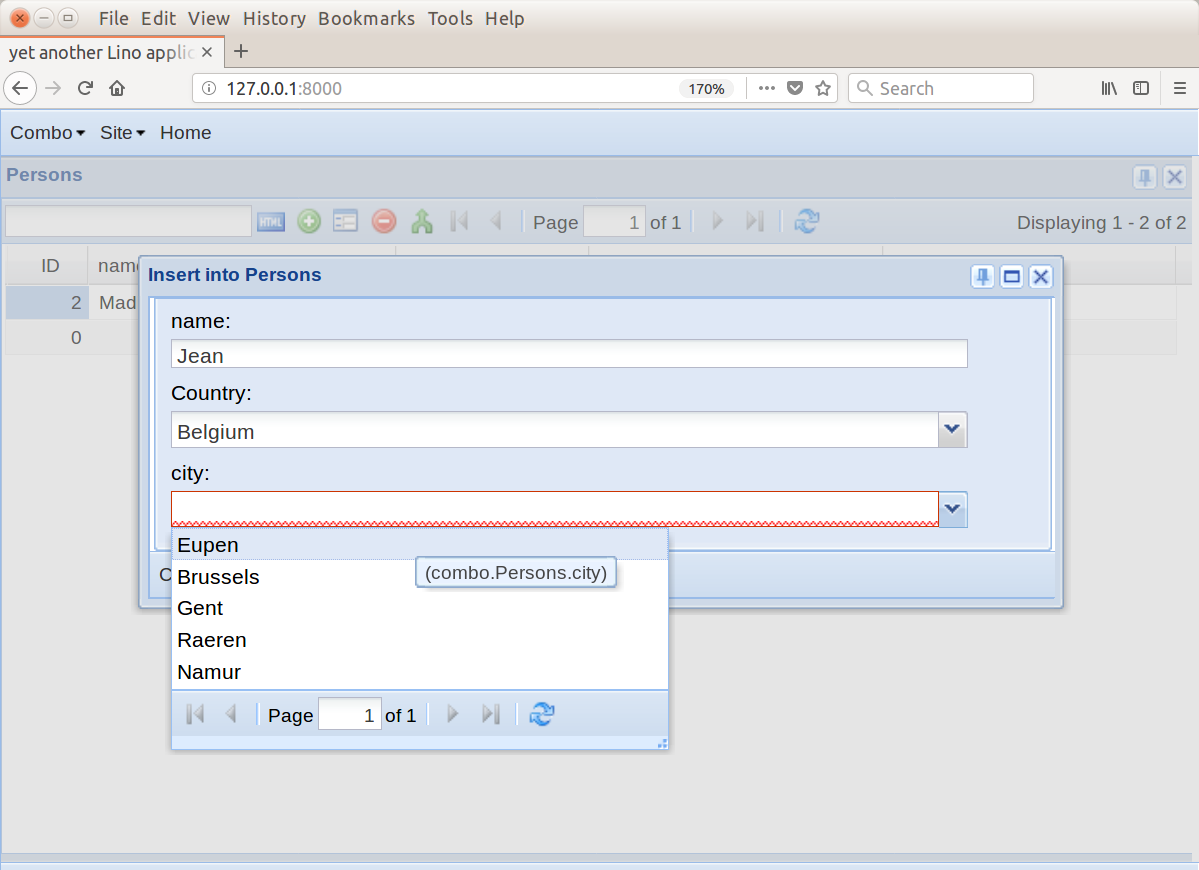 File Edit View History Bookmarks Tools Help
yet another Lino applic
127.0.0.1:8000 170% Search
Combo Site Home
Persons
HTML Page 1 of 1 Displaying 1 - 2 of 2
ID name
2 Mad
0
Insert into Persons
name:
Jean
Country:
Belgium
city:
Eupen
Brussels
Gent
Raeren
Namur
(combo.Persons.city)
Page 1 of 1